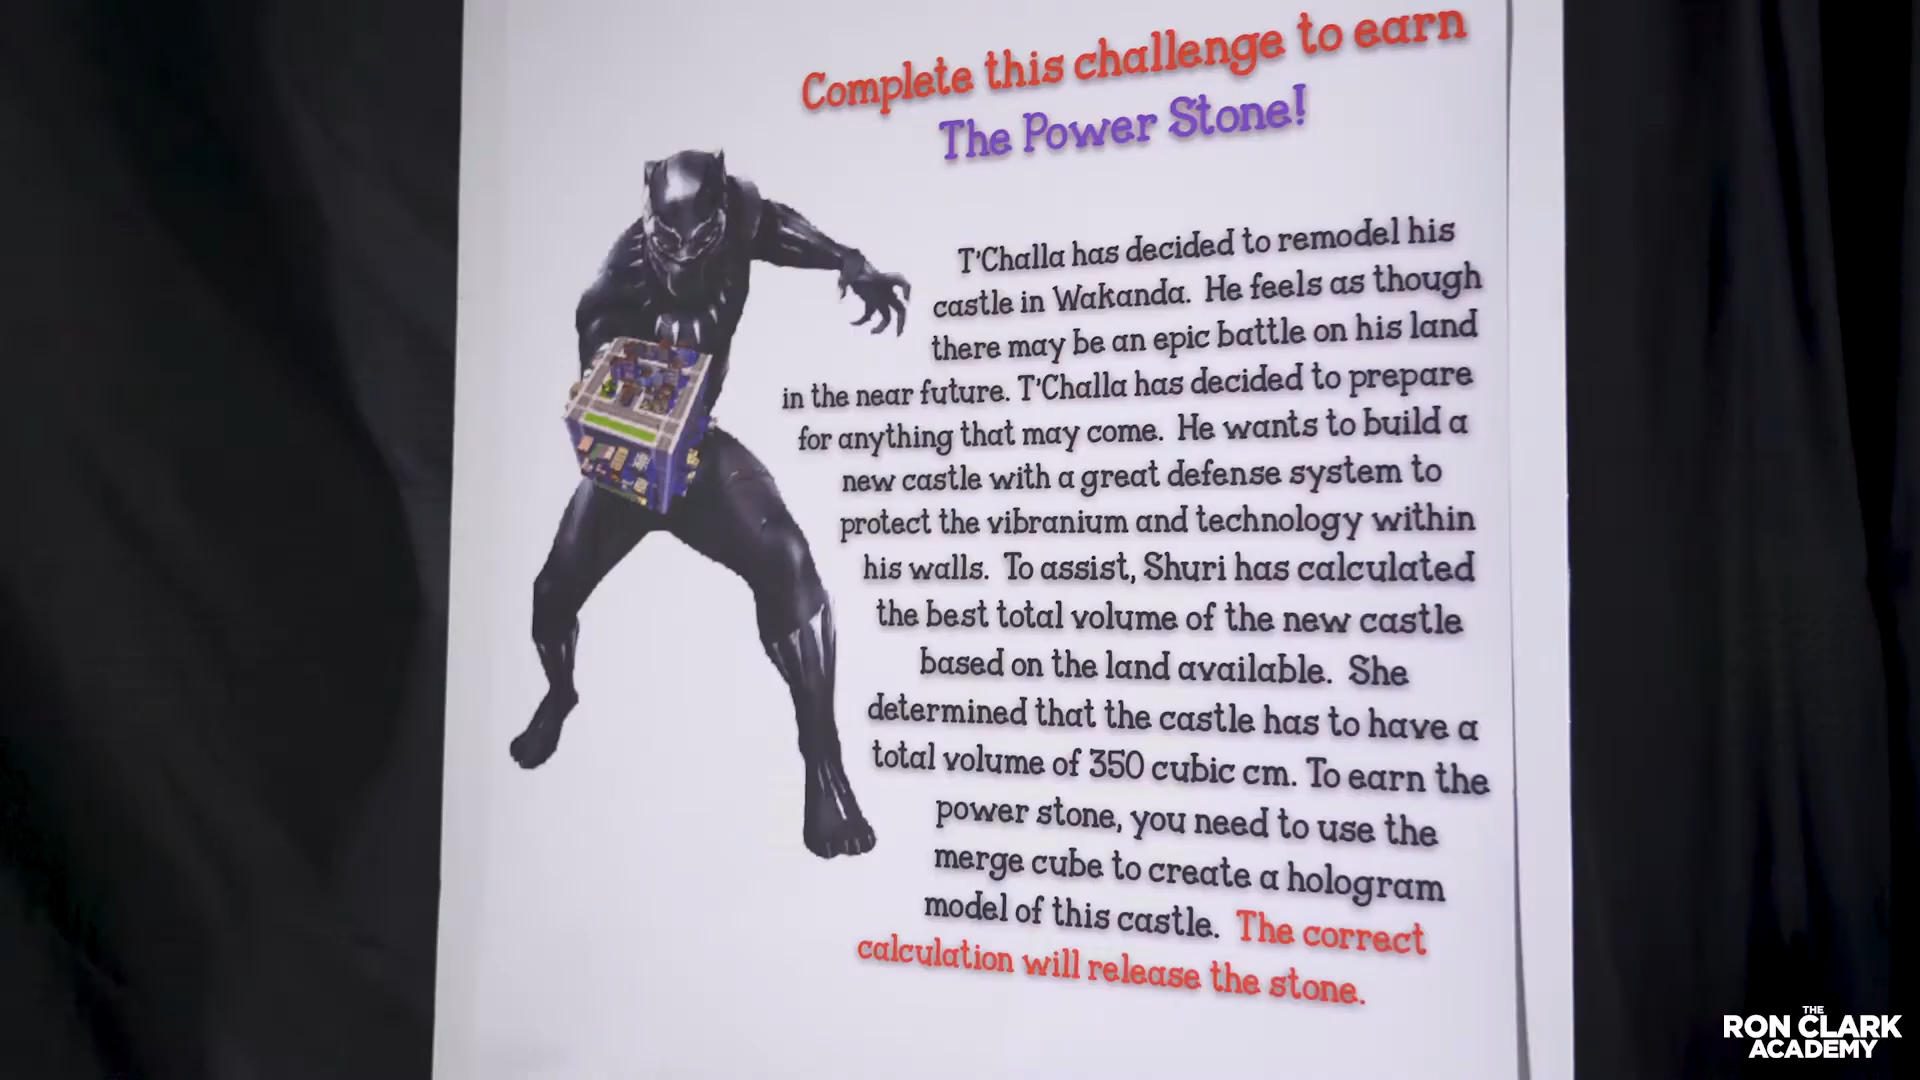 Complete this challenge to earn
The Power Stone!
T'Challa has decided to remodel his
castle in Wakanda. He feels as though
there may be an epic battle on his land
in the near future. T'Challa has decided to prepare
for anything that may come. He wants to build a
new castle with a great defense system to
protect the vibranium and technology within
his walls. To assist, Shuri has calculated
the best total volume of the new castle
based on the land available. She
determined that the castle has to have a
total volume of 350 cubic cm. To earn the
power stone, you need to use the
merge cube to create a hologram
model of this castle. The correct
calculation will release the stone.
THE
RON CLARK
ACADEMY